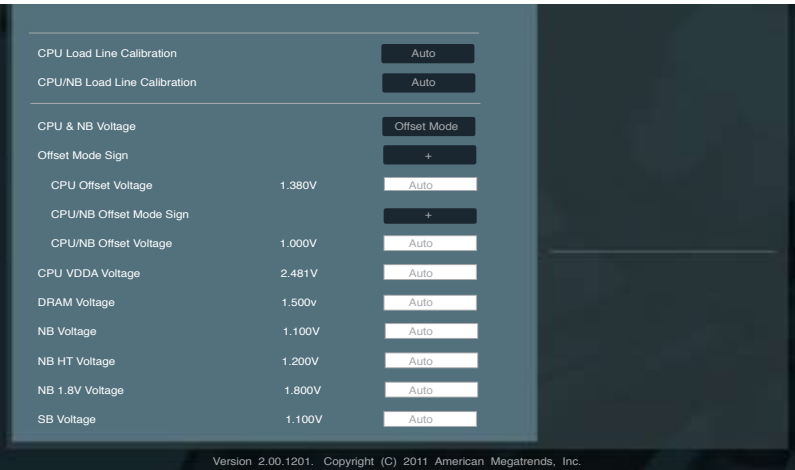 CPU Load Line Calibration Auto
CPU/NB Load Line Calibration Auto
CPU & NB Voltage Offset Mode
Offset Mode Sign +
CPU Offset Voltage 1.380V Auto
CPU/NB Offset Mode Sign +
CPU/NB Offset Voltage 1.000V Auto
CPU VDDA Voltage 2.481V Auto
DRAM Voltage 1.500v Auto
NB Voltage 1.100V Auto
NB HT Voltage 1.200V Auto
NB 1.8V Voltage 1.800V Auto
SB Voltage 1.100V Auto
Version 2.00.1201. Copyright (C) 2011 American Megatrends, Inc.